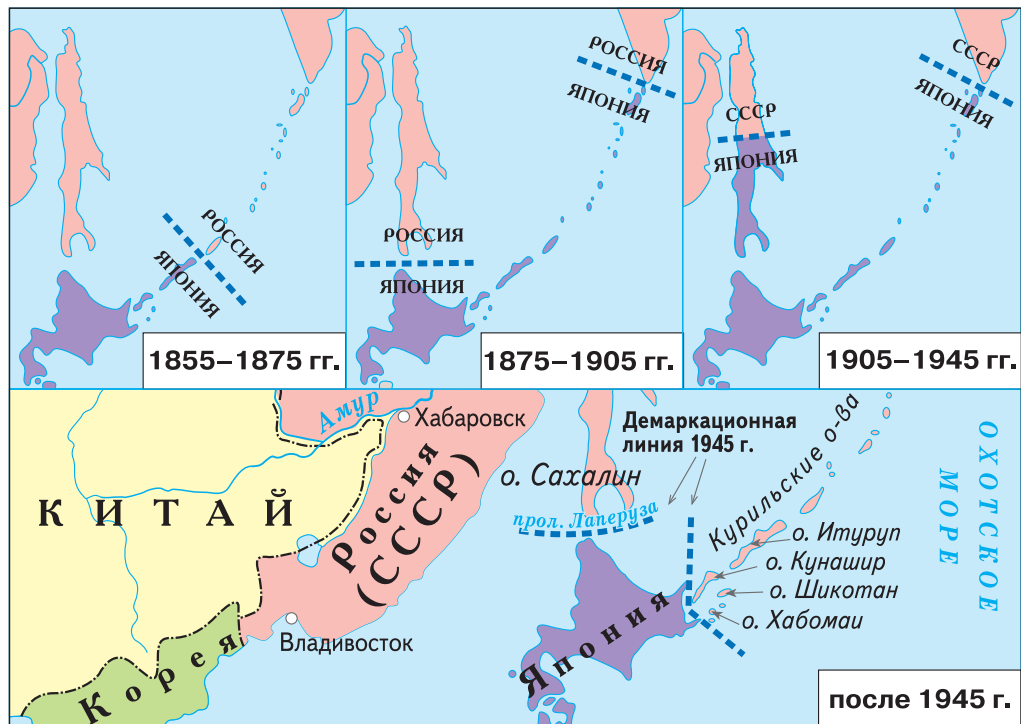 РОССИЯ
ЯПОНИЯ
1855–1875 гг.
РОССИЯ
ЯПОНИЯ
РОССИЯ
ЯПОНИЯ
1875–1905 гг.
СССР
ЯПОНИЯ
СССР
ЯПОНИЯ
1905–1945 гг.
КИТАЙ
Амур
Хабаровск
Россия
(СССР)
Владивосток
Корея
о. Сахалин
Демаркационная
линия 1945 г.
прол. Лаперуза
Курильские о-ва
ОХОТСКОЕ
МОРЕ
о. Итуруп
о. Кунашир
о. Шикотан
о. Хабомаи
Япония
после 1945 г.